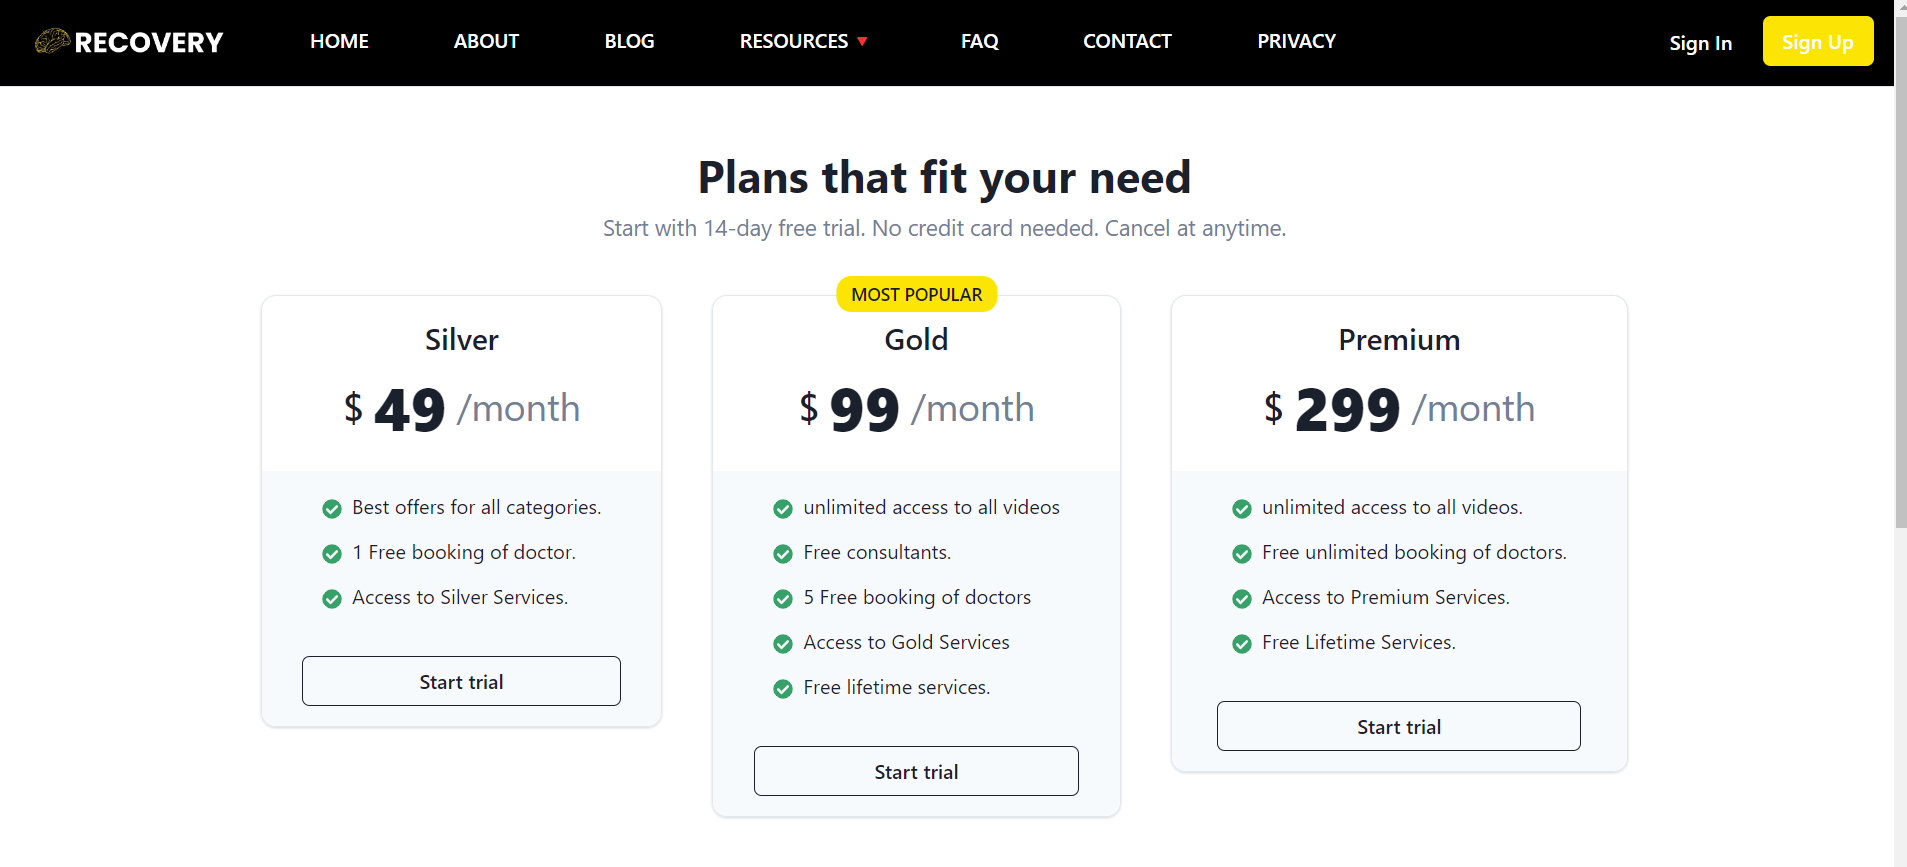 RECOVERY HOME ABOUT BLOG RESOURCES FAQ CONTACT PRIVACY Sign In Sign Up
Plans that fit your need
Start with 14-day free trial. No credit card needed. Cancel at anytime.
Silver
$ 49 /month
Best offers for all categories.
1 Free booking of doctor.
Access to Silver Services.
Start trial
MOST POPULAR
Gold
$ 99 /month
unlimited access to all videos
Free consultants.
5 Free booking of doctors
Access to Gold Services
Free lifetime services.
Start trial
Premium
$ 299 /month
unlimited access to all videos.
Free unlimited booking of doctors.
Access to Premium Services.
Free Lifetime Services.
Start trial